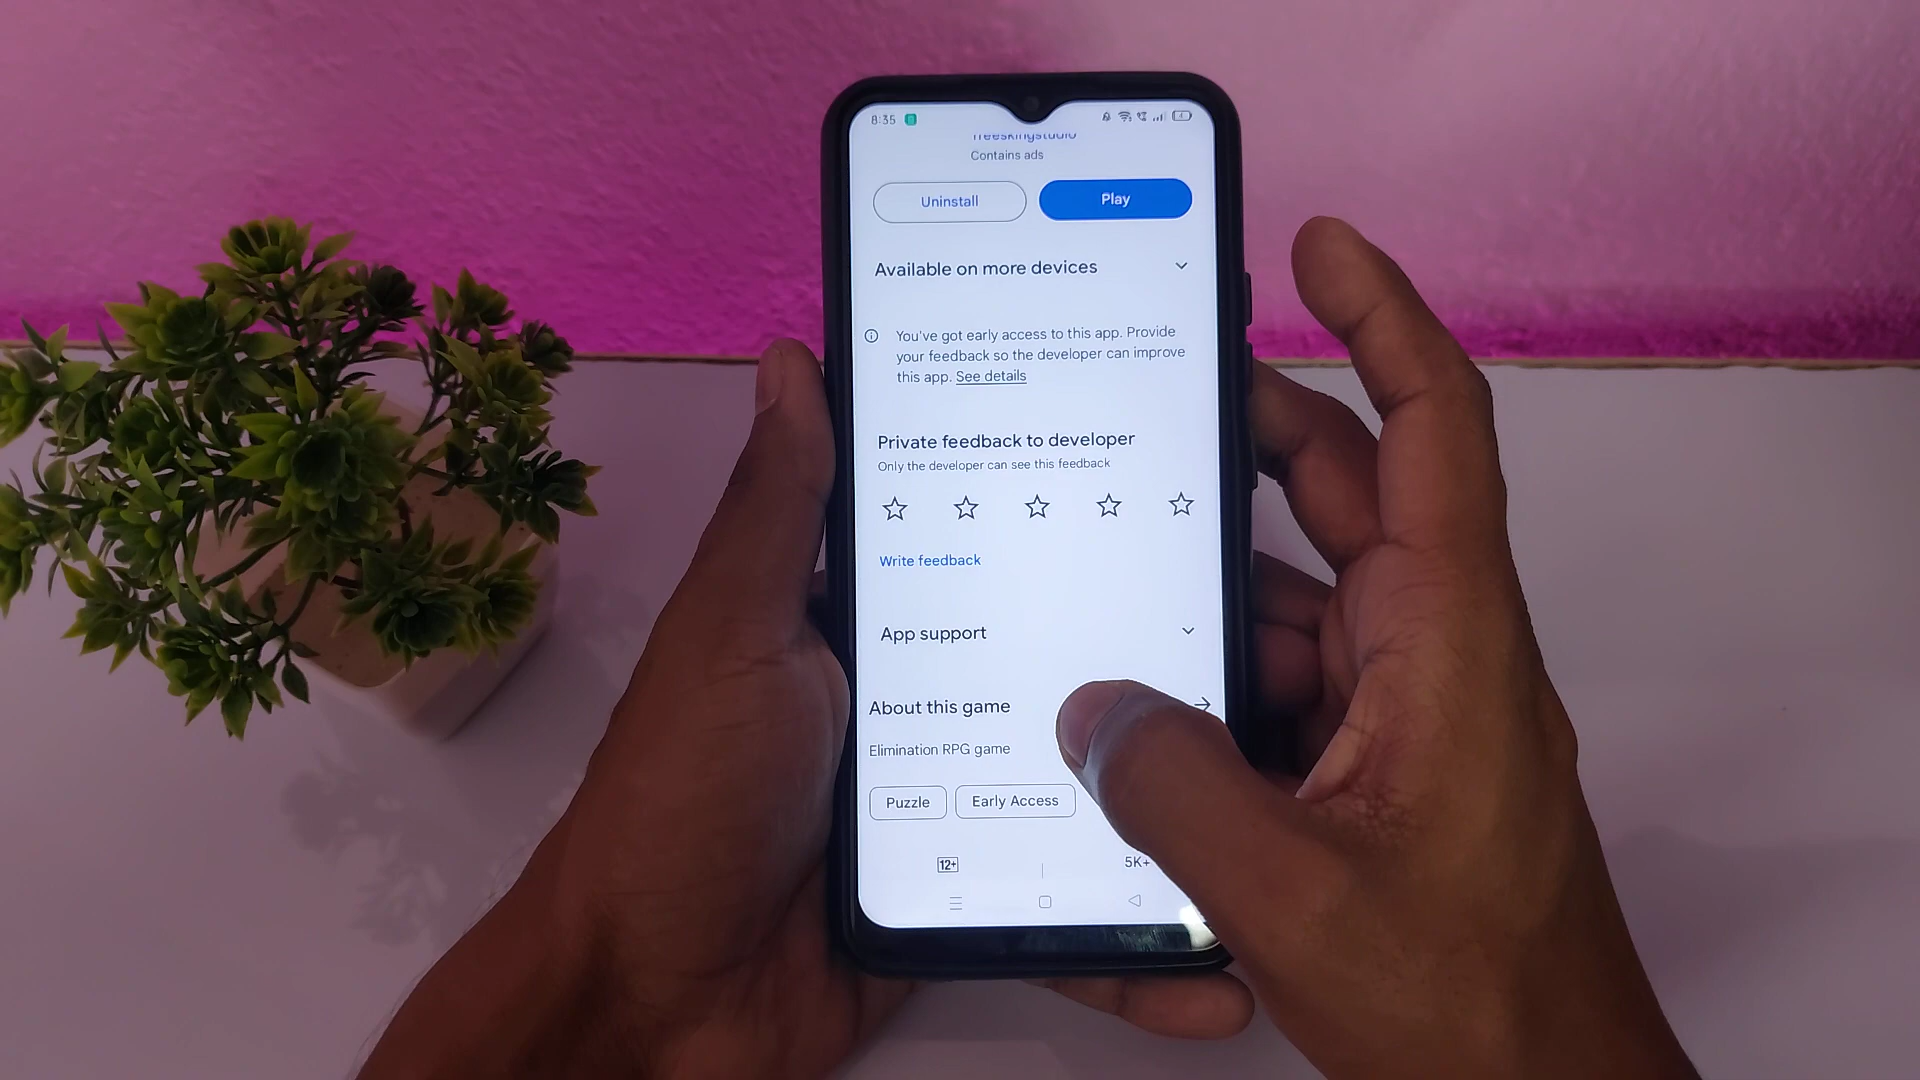 8:35
freeskingstudio
Contains ads
Uninstall
Play
Available on more devices
You've got early access to this app. Provide
your feedback so the developer can improve
this app. See details
Private feedback to developer
Only the developer can see this feedback
Write feedback
App support
About this game
Elimination RPG game
Puzzle
Early Access
12+
5K+